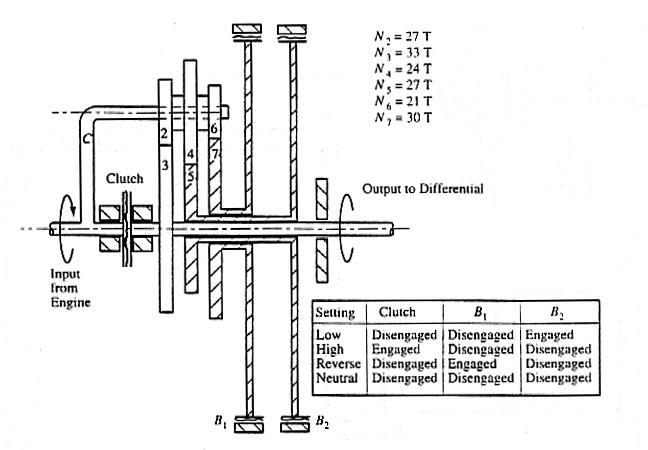 N2 = 27 T
N3 = 33 T
N4 = 24 T
N5 = 27 T
N6 = 21 T
N7 = 30 T
C
2
3
4
5
6
7
Clutch
Output to Differential
Input
from
Engine
Setting Clutch B1 B2
Low Disengaged Disengaged Engaged
High Engaged Disengaged Disengaged
Reverse Disengaged Engaged Disengaged
Neutral Disengaged Disengaged Disengaged
B1 B2